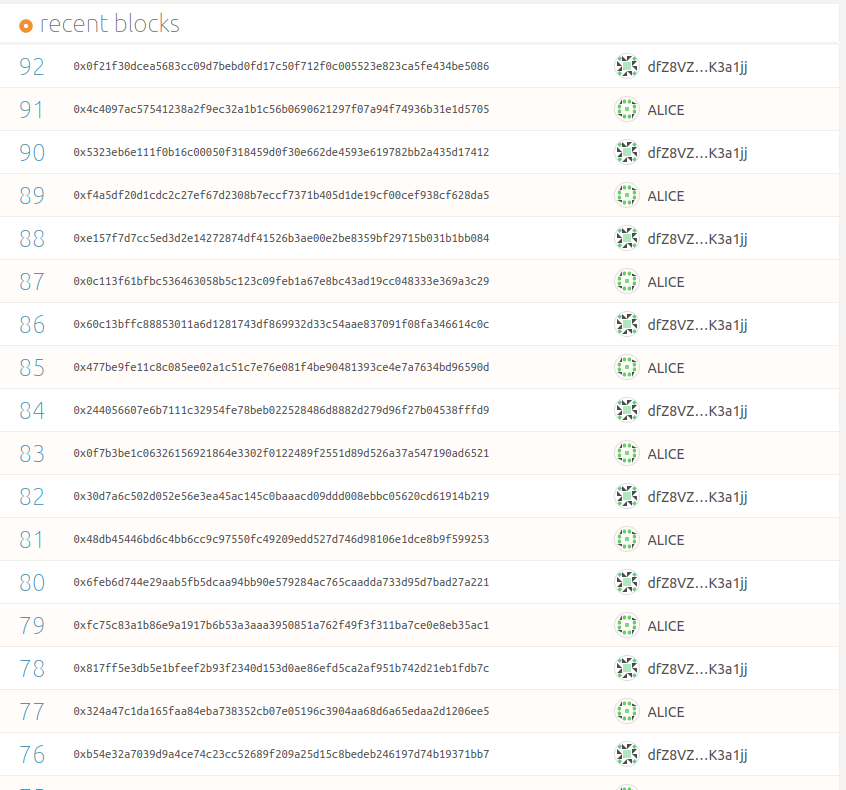 recent blocks
92 0x0f21f30dcea5683cc09d7bebd0fd17c50f712f0c005523e823ca5fe434be5086 dfZ8VZ…K3a1jj
91 0x4c4097ac57541238a2f9ec32a1b1c56b0690621297f07a94f74936b31e1d5705 ALICE
90 0x5323eb6e111f0b16c00050f318459d0f30e662de4593e619782bb2a435d17412 dfZ8VZ…K3a1jj
89 0xf4a5df20d1cdc2c27ef67d2308b7eccf7371b405d1de19cf00cef938cf628da5 ALICE
88 0xe157f7d7cc5ed3d2e14272874df41526b3ae00e2be8359bf29715b031b1bb084 dfZ8VZ…K3a1jj
87 0x0c113f61bfbc536463058b5c123c09feb1a67e8bc43ad19cc048333e369a3c29 ALICE
86 0x60c13bffc88853011a6d1281743df869932d33c54aae837091f08fa346614c0c dfZ8VZ…K3a1jj
85 0x477be9fe11c8c085ee02a1c51c7e76e081f4be90481393ce4e7a7634bd96590d ALICE
84 0x244056607e6b7111c32954fe78beb022528486d8882d279d96f27b04538fffd9 dfZ8VZ…K3a1jj
83 0x0f7b3be1c06326156921864e3302f0122489f2551d89d526a37a547190ad6521 ALICE
82 0x30d7a6c502d052e56e3ea45ac145c0baaacd09ddd008ebbc05620cd61914b219 dfZ8VZ…K3a1jj
81 0x48db45446bd6c4bb6cc9c97550fc49209edd527d746d98106e1dce8b9f599253 ALICE
80 0x6feb6d744e29aab5fb5dcaa94bb90e579284ac765caadda733d95d7bad27a221 dfZ8VZ…K3a1jj
79 0xfc75c83a1b86e9a1917b6b53a3aaa3950851a762f49f3f311ba7ce0e8eb35ac1 ALICE
78 0x817ff5e3db5e1bfeef2b93f2340d153d0ae86efd5ca2af951b742d21eb1fdb7c dfZ8VZ…K3a1jj
77 0x324a47c1da165faa84eba738352cb07e05196c3904aa68d6a65edaa2d1206ee5 ALICE
76 0xb54e32a7039d9a4ce74c23cc52689f209a25d15c8bedeb246197d74b19371bb7 dfZ8VZ…K3a1jj